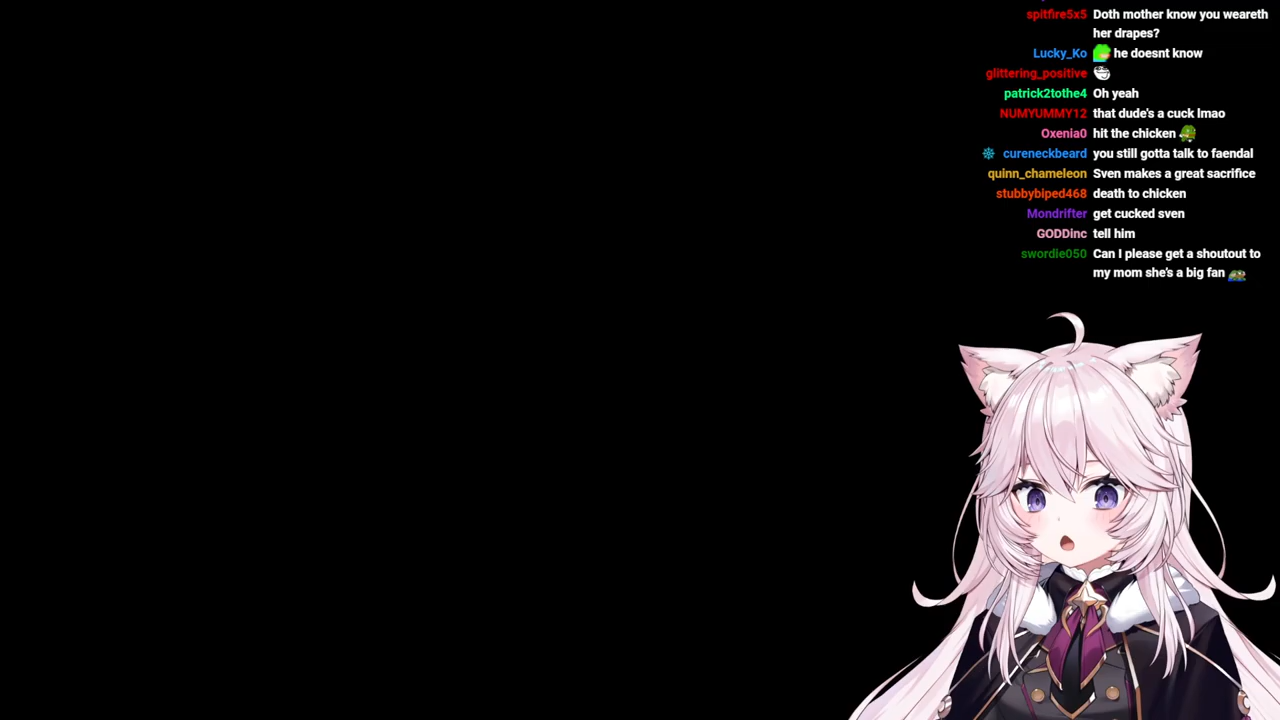 spitfire5x5 Doth mother know you weareth
her drapes?
Lucky_Ko he doesnt know
glittering_positive
patrick2tothe4 Oh yeah
NUMYUMMY12 that dude's a cuck lmao
Oxenia0 hit the chicken
cureneckbeard you still gotta talk to faendal
quinn_chameleon Sven makes a great sacrifice
stubbybiped468 death to chicken
Mondrifter get cucked sven
GODDinc tell him
swordle050 Can I please get a shoutout to
my mom she's a big fan